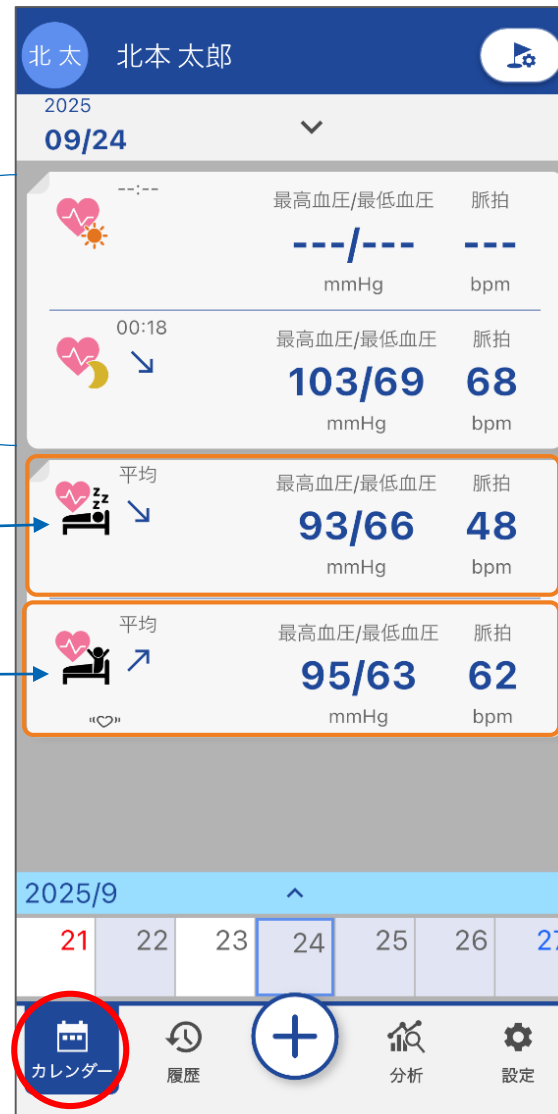 北 太 北本 太郎
2025
09/24
--:-- 最高血圧/最低血圧 脈拍
---/--- ---
mmHg bpm
00:18 最高血圧/最低血圧 脈拍
103/69 68
mmHg bpm
平均 最高血圧/最低血圧 脈拍
zzz
93/66 48
mmHg bpm
平均 最高血圧/最低血圧 脈拍
95/63 62
mmHg bpm
2025/9
21 22 23 24 25 26 27
カレンダー 履歴 分析 設定